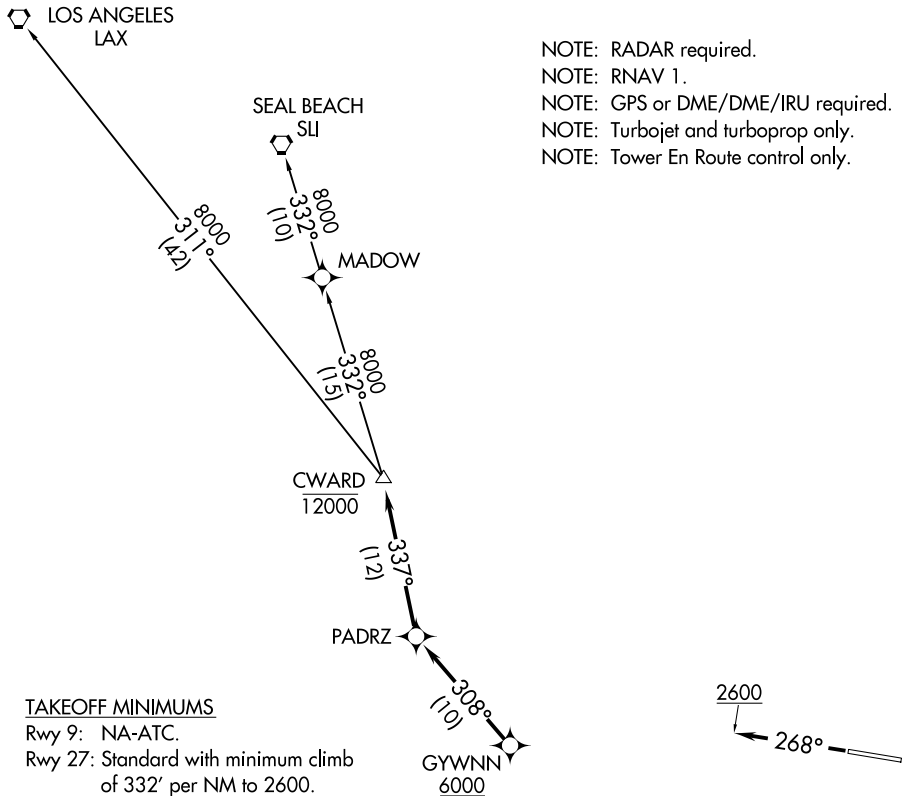 LOS ANGELES
LAX
NOTE: RADAR required.
NOTE: RNAV 1.
NOTE: GPS or DME/DME/IRU required.
NOTE: Turbojet and turboprop only.
NOTE: Tower En Route control only.
SEAL BEACH
SLI
8000
332°
(10)
8000
311°
(42)
MADOW
8000
332°
(15)
CWARD
12000
337°
(12)
PADRZ
308°
(10)
GYWNN
6000
2600
268°
TAKEOFF MINIMUMS
Rwy 9: NA-ATC.
Rwy 27: Standard with minimum climb
of 332' per NM to 2600.